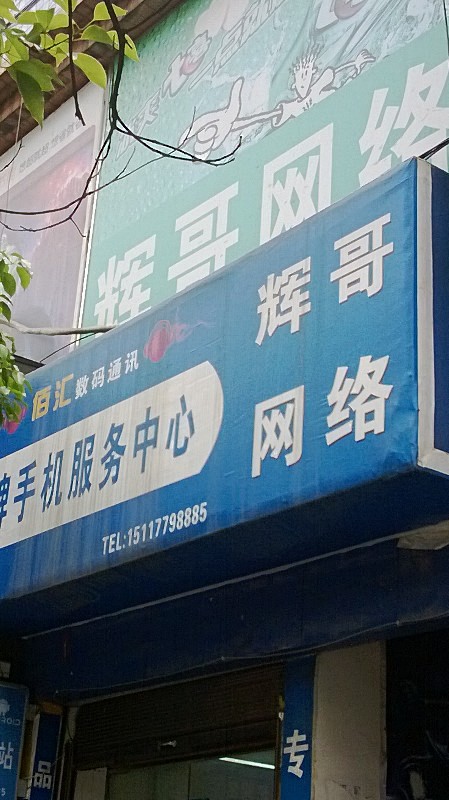 辉哥网络
辉哥
网络
佰汇数码通讯
牌手机服务中心
TEL:15117798885
专
品
站